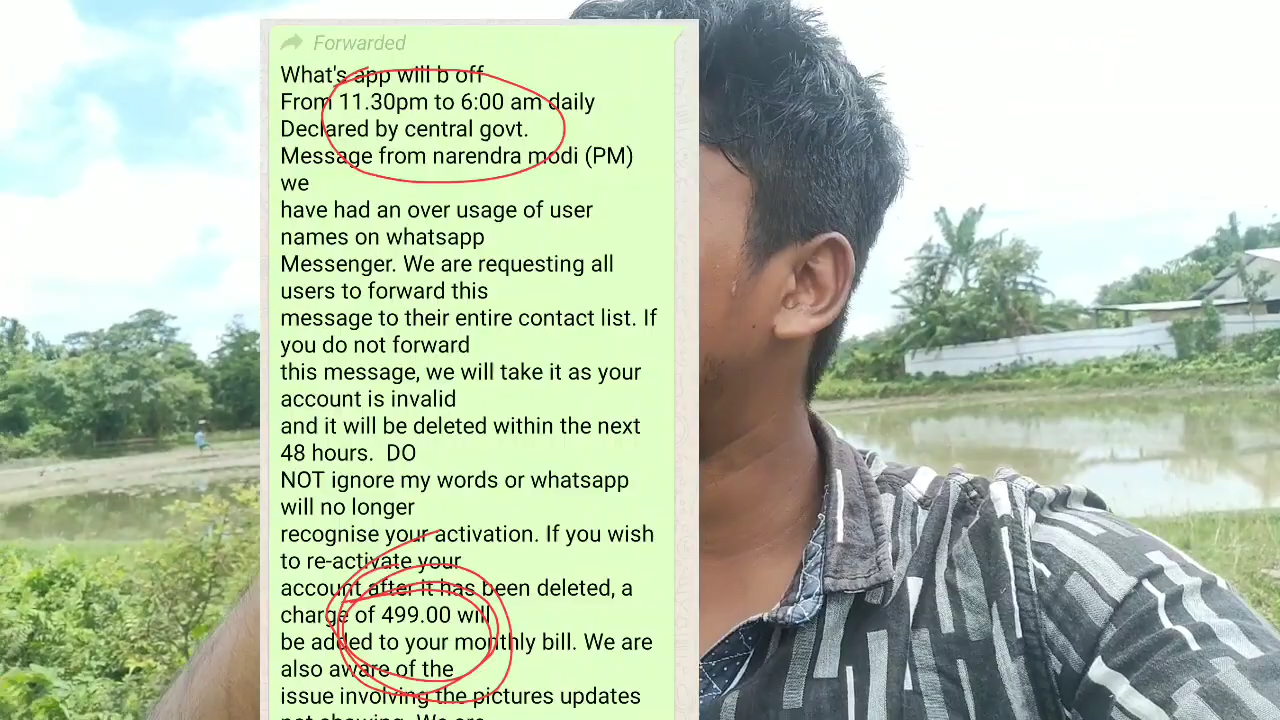 Forwarded
What's app will b off
From 11.30pm to 6:00 am daily
Declared by central govt.
Message from narendra modi (PM)
we
have had an over usage of user
names on whatsapp
Messenger. We are requesting all
users to forward this
message to their entire contact list. If
you do not forward
this message, we will take it as your
account is invalid
and it will be deleted within the next
48 hours.  DO
NOT ignore my words or whatsapp
will no longer
recognise your activation. If you wish
to re-activate your
account after it has been deleted, a
charge of 499.00 will
be added to your monthly bill. We are
also aware of the
issue involving the pictures updates
not showing. We are